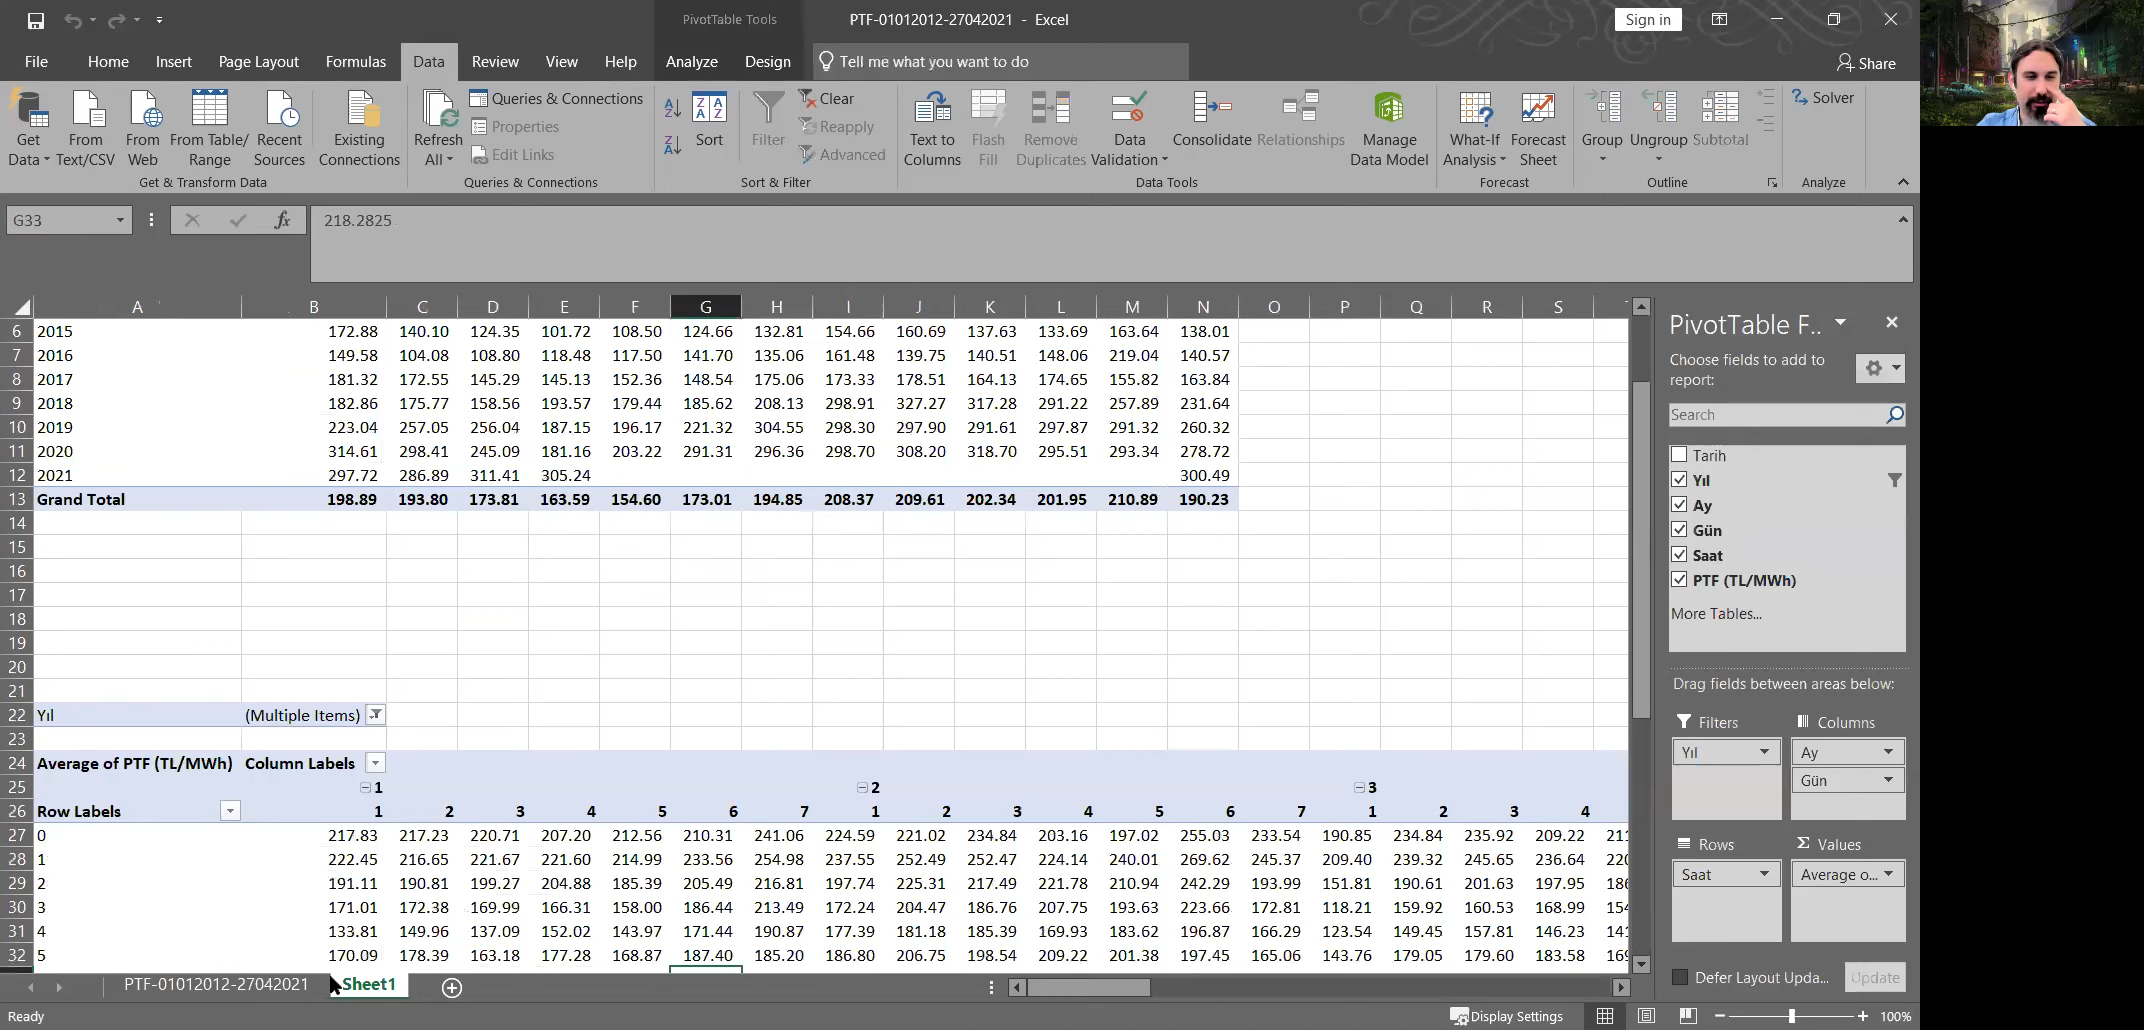 PivotTable Tools
PTF-01012012-27042021 - Excel
Sign in
File Home Insert Page Layout Formulas Data Review View Help Analyze Design Tell me what you want to do Share
Get Data From Text/CSV From Web From Table/Range Recent Sources Existing Connections
Get & Transform Data
Refresh All
Queries & Connections
Properties
Edit Links
Queries & Connections
Sort Filter Clear
Reapply
Advanced
Sort & Filter
Text to Columns Flash Fill Remove Duplicates Data Validation Consolidate Relationships Manage Data Model
Data Tools
What-If Analysis Forecast Sheet
Forecast
Group Ungroup Subtotal
Outline
Solver
Analyze
G33 fx 218.2825
A B C D E F G H I J K L M N O P Q R S
6 2015 172.88 140.10 124.35 101.72 108.50 124.66 132.81 154.66 160.69 137.63 133.69 163.64 138.01
7 2016 149.58 104.08 108.80 118.48 117.50 141.70 135.06 161.48 139.75 140.51 148.06 219.04 140.57
8 2017 181.32 172.55 145.29 145.13 152.36 148.54 175.06 173.33 178.51 164.13 174.65 155.82 163.84
9 2018 182.86 175.77 158.56 193.57 179.44 185.62 208.13 298.91 327.27 317.28 291.22 257.89 231.64
10 2019 223.04 257.05 256.04 187.15 196.17 221.32 304.55 298.30 297.90 291.61 297.87 291.32 260.32
11 2020 314.61 298.41 245.09 181.16 203.22 291.31 296.36 298.70 308.20 318.70 295.51 293.34 278.72
12 2021 297.72 286.89 311.41 305.24 300.49
13 Grand Total 198.89 193.80 173.81 163.59 154.60 173.01 194.85 208.37 209.61 202.34 201.95 210.89 190.23
14
15
16
17
18
19
20
21
22 Yıl (Multiple Items)
23
24 Average of PTF (TL/MWh) Column Labels
25 1 2 3
26 Row Labels 1 2 3 4 5 6 7 1 2 3 4 5 6 7 1 2 3 4
27 0 217.83 217.23 220.71 207.20 212.56 210.31 241.06 224.59 221.02 234.84 203.16 197.02 255.03 233.54 190.85 234.84 235.92 209.22
28 1 222.45 216.65 221.67 221.60 214.99 233.56 254.98 237.55 252.49 252.47 224.14 240.01 269.62 245.37 209.40 239.32 245.65 236.64
29 2 191.11 190.81 199.27 204.88 185.39 205.49 216.81 197.74 225.31 217.49 221.78 210.94 242.29 193.99 151.81 190.61 201.63 197.95
30 3 171.01 172.38 169.99 166.31 158.00 186.44 213.49 172.24 204.47 186.76 207.75 193.63 223.66 172.81 118.21 159.92 160.53 168.99
31 4 133.81 149.96 137.09 152.02 143.97 171.44 190.87 177.39 181.18 185.39 169.93 183.62 196.87 166.29 123.54 149.45 157.81 146.23
32 5 170.09 178.39 163.18 177.28 168.87 187.40 185.20 186.80 206.75 198.54 209.22 201.38 197.45 165.06 143.76 179.05 179.60 183.58
PTF-01012012-27042021 Sheet1
Ready
Display Settings
100%
PivotTable F..
Choose fields to add to report:
Search
Tarih
Yıl
Ay
Gün
Saat
PTF (TL/MWh)
More Tables...
Drag fields between areas below:
Filters Columns
Yıl Ay
Gün
Rows Values
Saat Average o...
Defer Layout Upda... Update